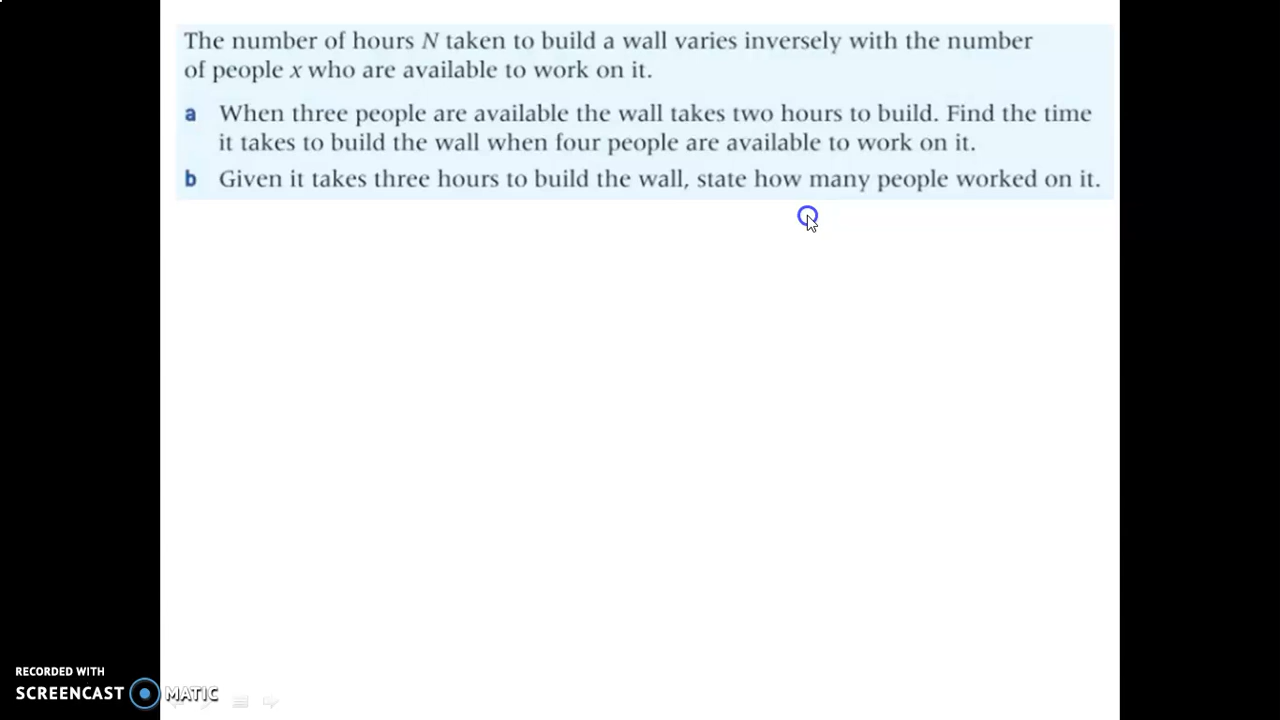 The number of hours N taken to build a wall varies inversely with the number
of people x who are available to work on it.
a When three people are available the wall takes two hours to build. Find the time
it takes to build the wall when four people are available to work on it.
b Given it takes three hours to build the wall, state how many people worked on it.
RECORDED WITH
SCREENCAST MATIC